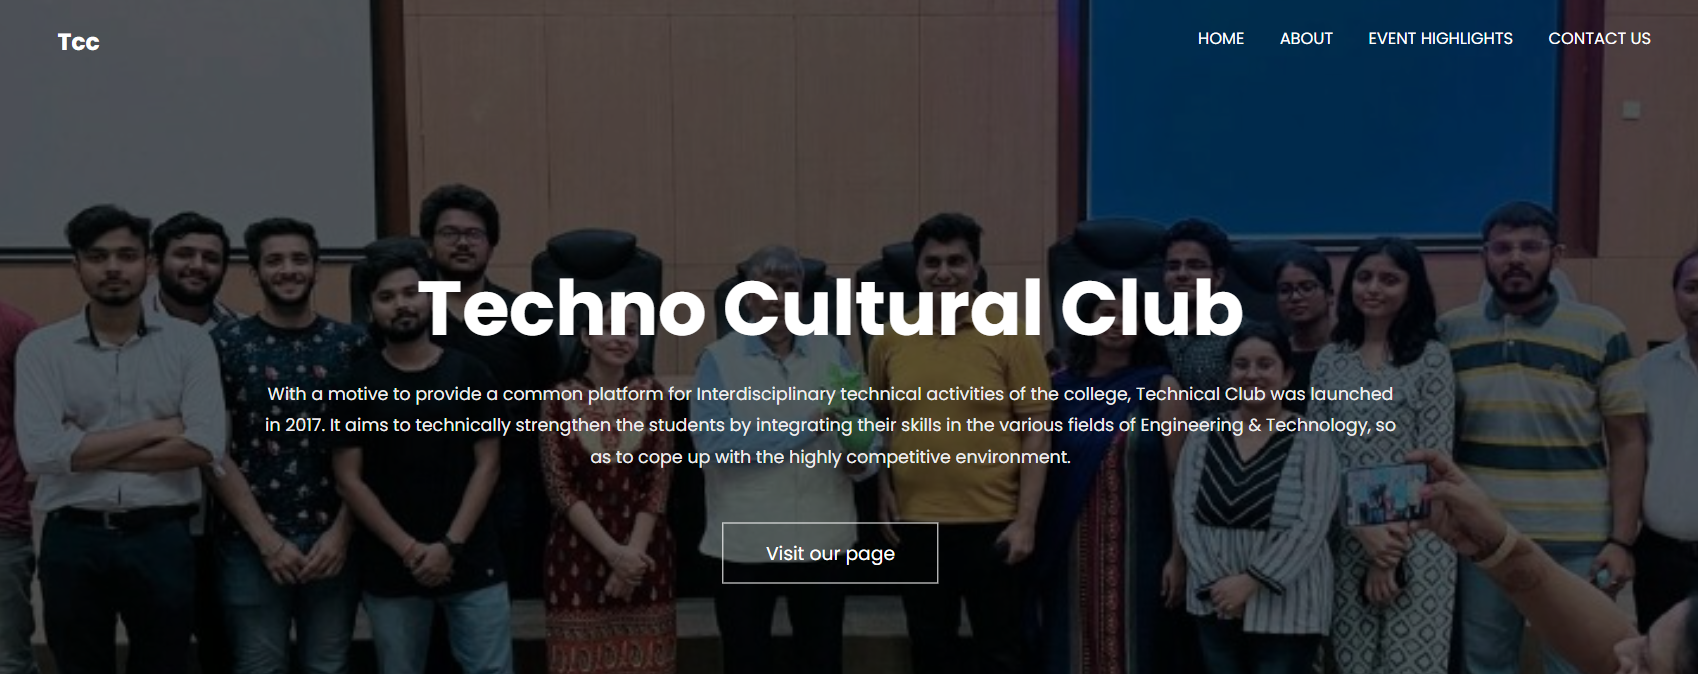 Tcc
HOME
ABOUT
EVENT HIGHLIGHTS
CONTACT US
Techno Cultural Club
With a motive to provide a common platform for Interdisciplinary technical activities of the college, Technical Club was launched
in 2017. It aims to technically strengthen the students by integrating their skills in the various fields of Engineering & Technology, so
as to cope up with the highly competitive environment.
Visit our page